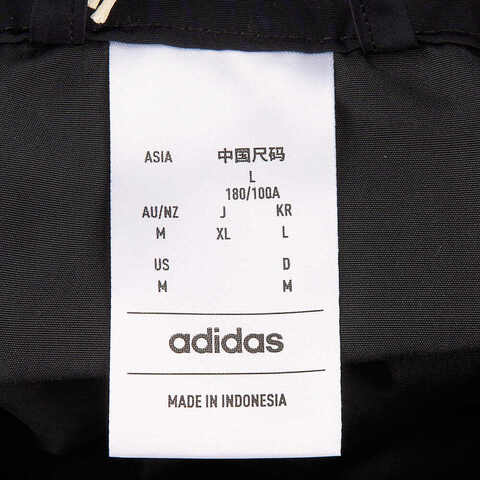 ASIA 中国尺码
L
180/100A
AU/NZ J KR
M XL L
US D
M M
adidas
MADE IN INDONESIA